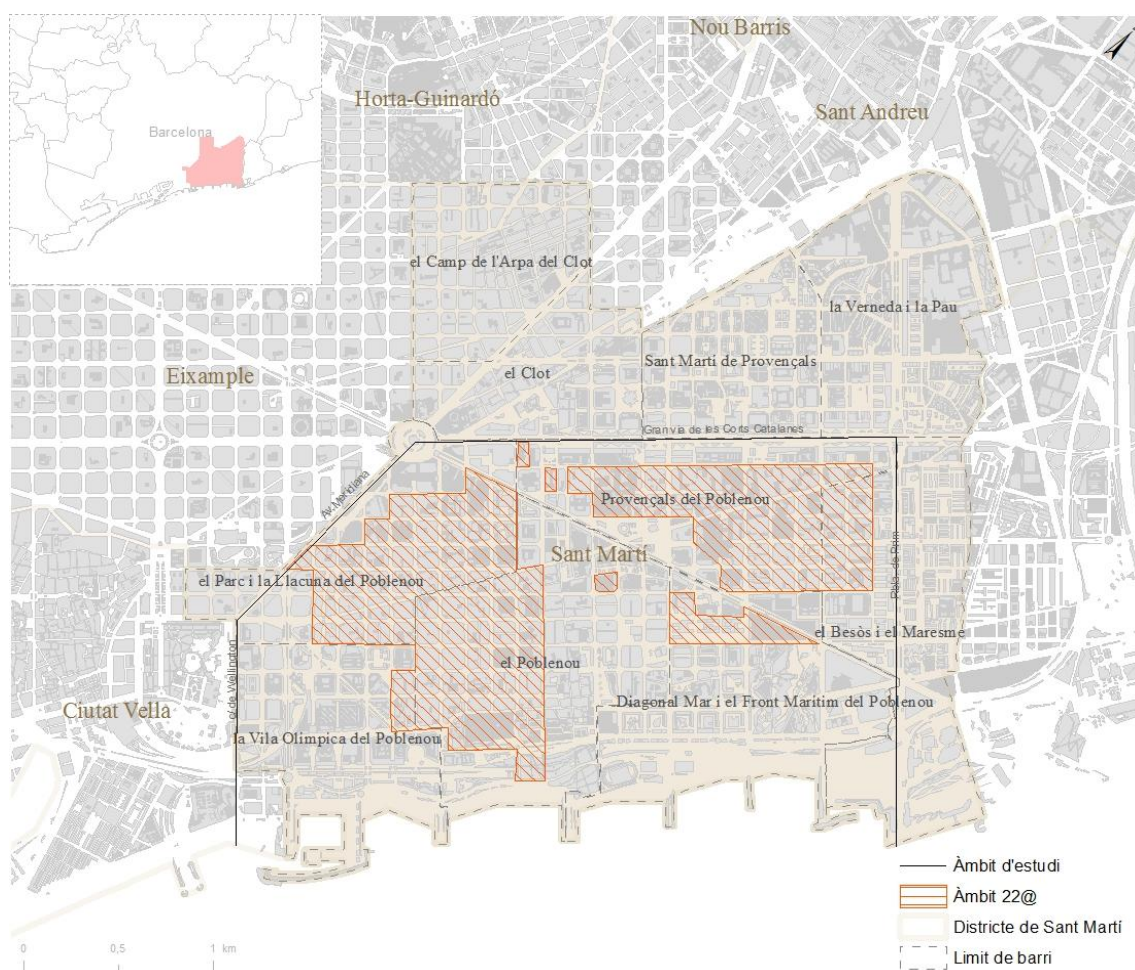 Nou Barris
Horta-Guinardó
Sant Andreu
Barcelona
el Camp de l'Arpa del Clot
la Verneda i la Pau
Sant Martí de Provençals
Eixample
el Clot
Granvia de les Corts Catalanes
Av. Meridiana
Provençals del Poblenou
Sant Martí
el Parc i la Llacuna del Poblenou
Rbla. de Prim
el Besòs i el Maresme
el Poblenou
c/ de Wellington
Ciutat Vella
Diagonal Mar i el Front Marítim del Poblenou
la Vila Olímpica del Poblenou
Àmbit d'estudi
Àmbit 22@
Districte de Sant Martí
Limit de barri
0 0,5 1 km